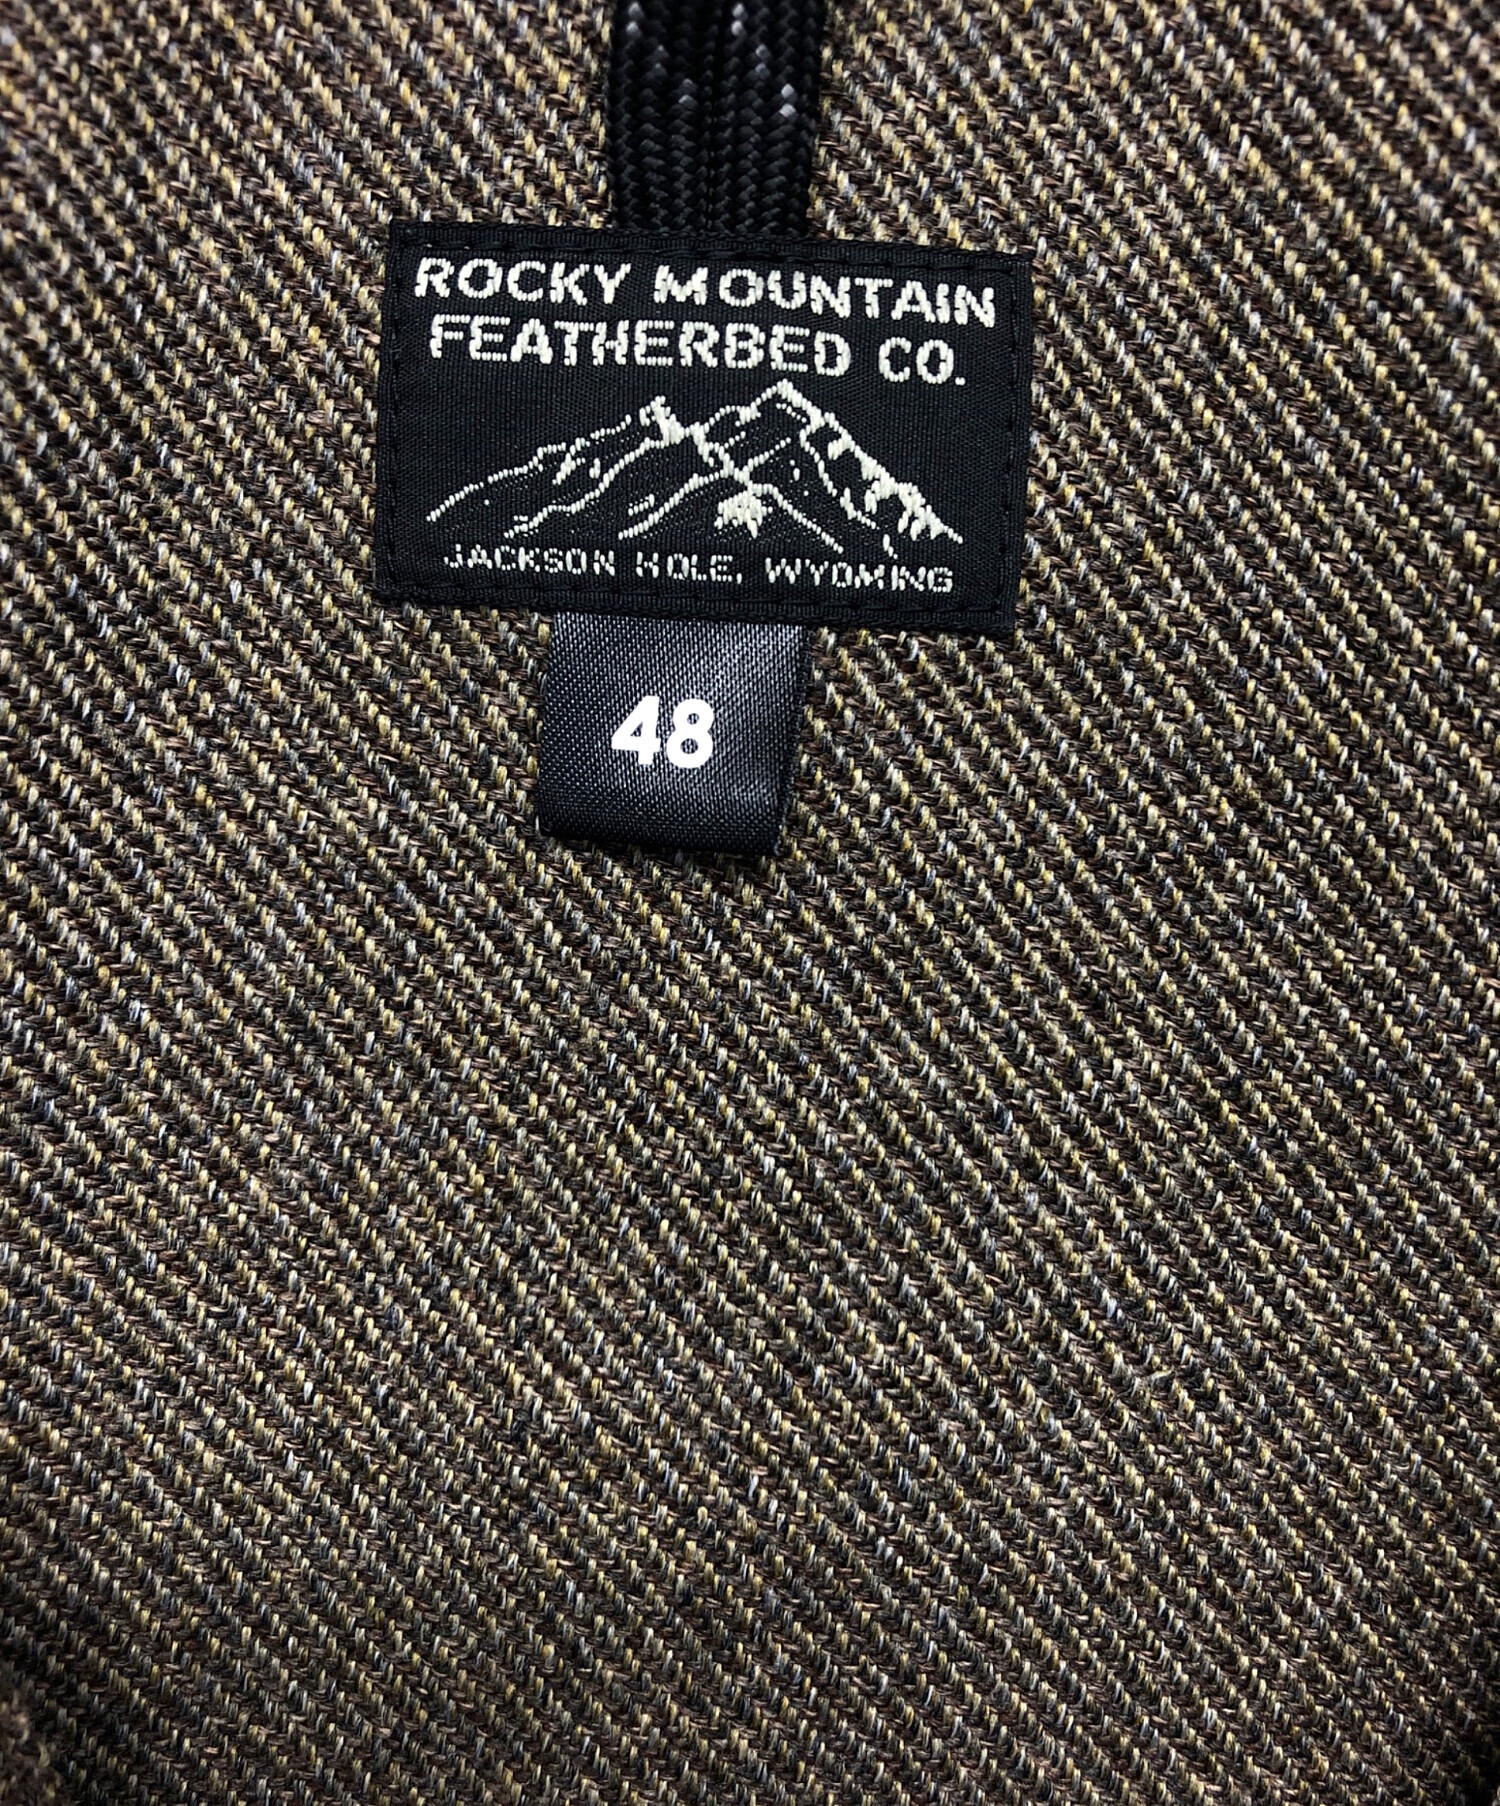 ROCKY MOUNTAIN
FEATHERBED CO.
JACKSON HOLE, WYOMING
48